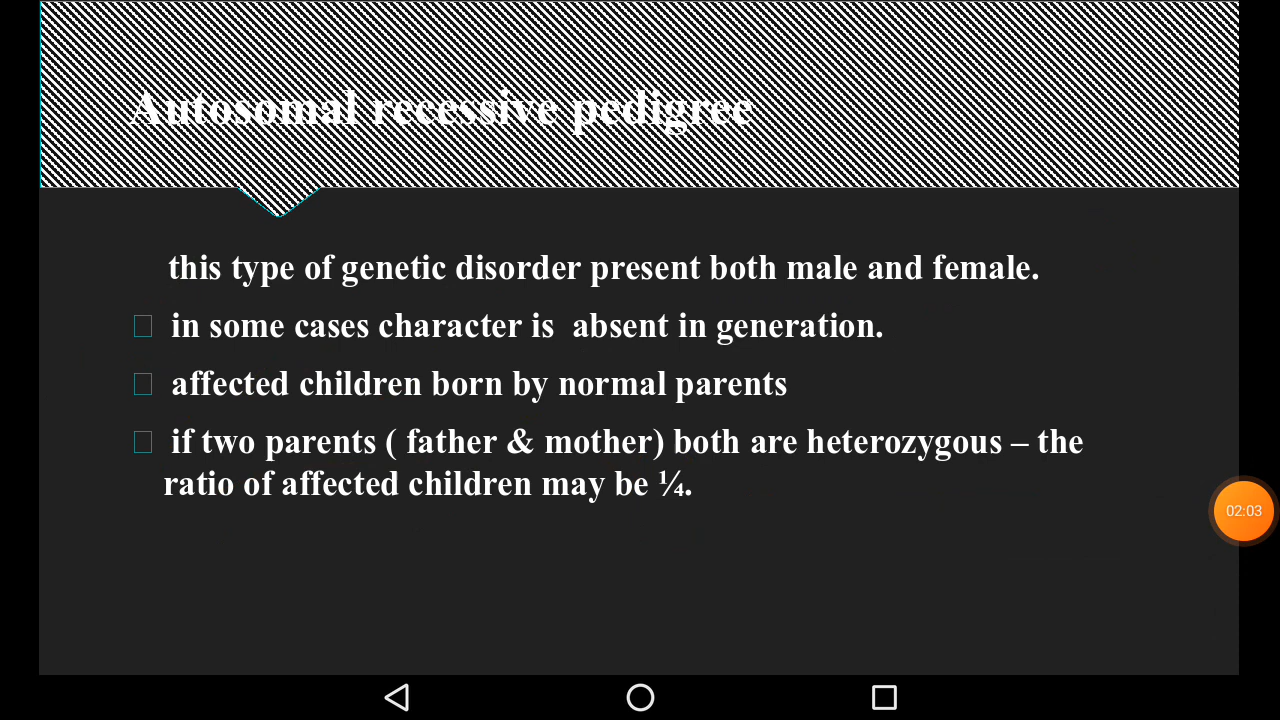 Autosomal recessive pedigree
this type of genetic disorder present both male and female.
in some cases character is  absent in generation.
affected children born by normal parents
if two parents ( father & mother) both are heterozygous – the
ratio of affected children may be ¼.
02:03